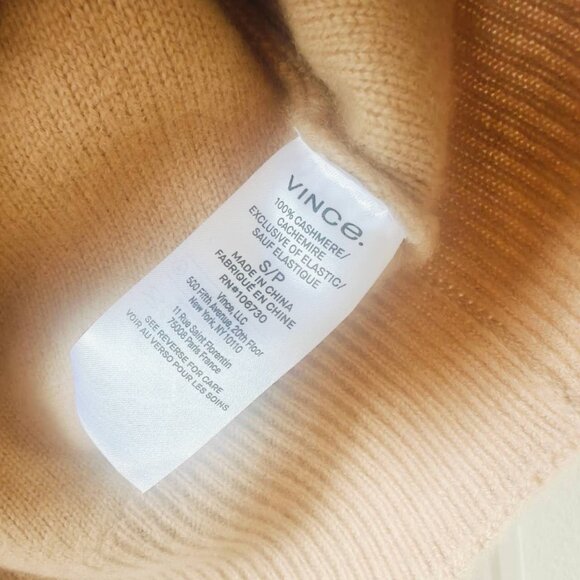 VINCe.
100% CASHMERE/
CACHEMIRE
EXCLUSIVE OF ELASTIC/
SAUF ELASTIQUE
S/P
MADE IN CHINA
FABRIQUÉ EN CHINE
RN#106730
Vince, LLC
500 Fifth Avenue, 20th Floor
New York, NY 10110
11 Rue Saint Florentin
75008 Paris France
SEE REVERSE FOR CARE
VOIR AU VERSO POUR LES SOINS